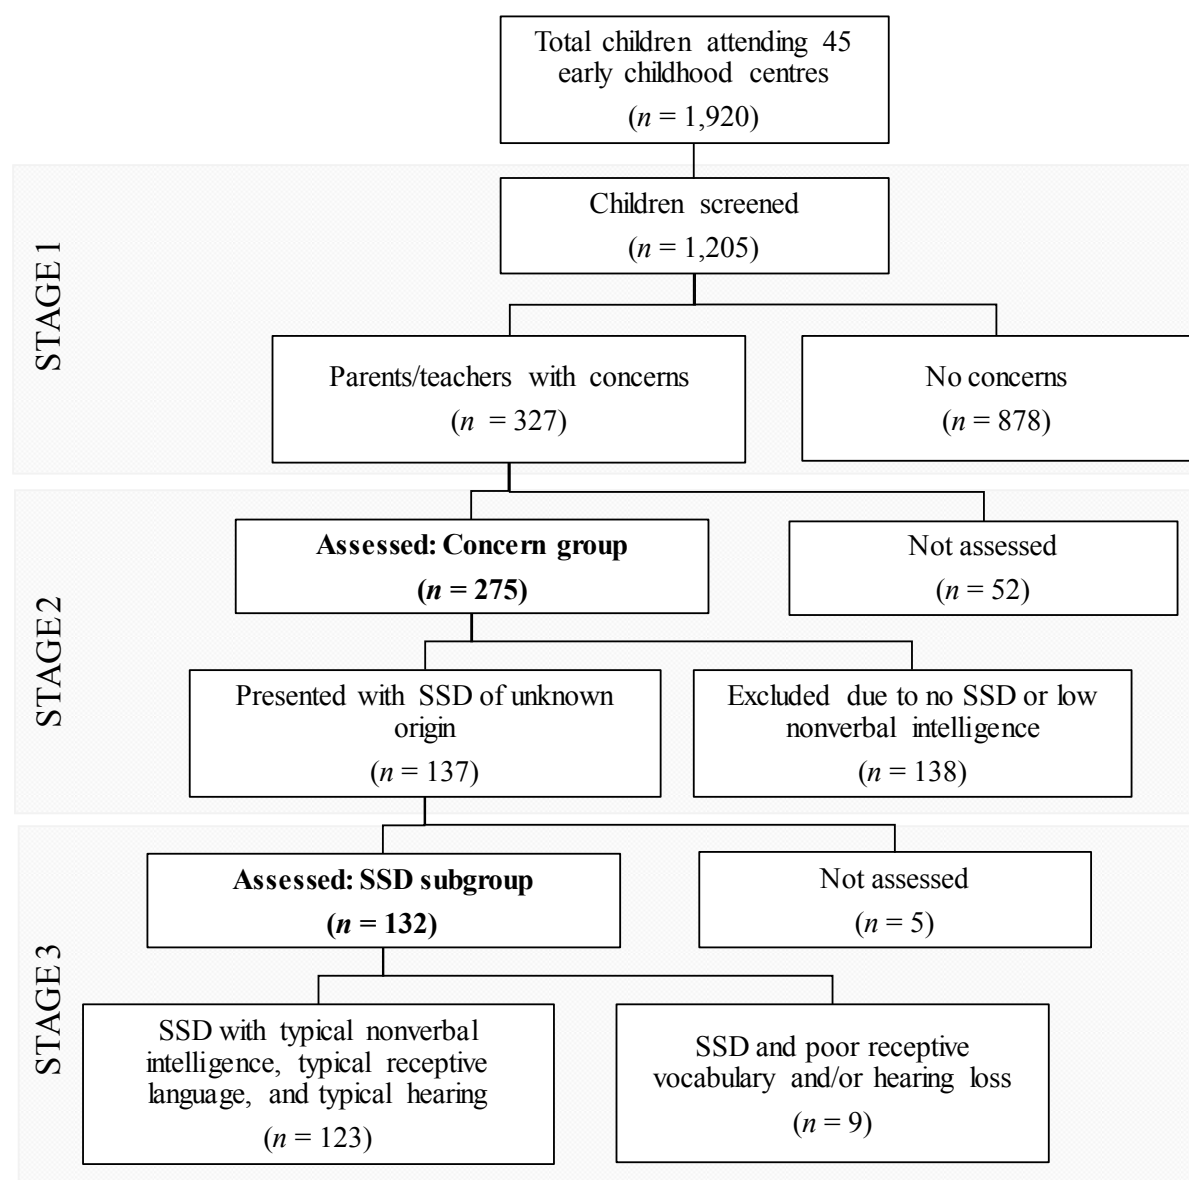 Total children attending 45
early childhood centres
(n = 1,920)
STAGE 1
Children screened
(n = 1,205)
Parents/teachers with concerns
(n = 327)
No concerns
(n = 878)
STAGE 2
Assessed: Concern group
(n = 275)
Not assessed
(n = 52)
Presented with SSD of unknown
origin
(n = 137)
Excluded due to no SSD or low
nonverbal intelligence
(n = 138)
STAGE 3
Assessed: SSD subgroup
(n = 132)
Not assessed
(n = 5)
SSD with typical nonverbal
intelligence, typical receptive
language, and typical hearing
(n = 123)
SSD and poor receptive
vocabulary and/or hearing loss
(n = 9)